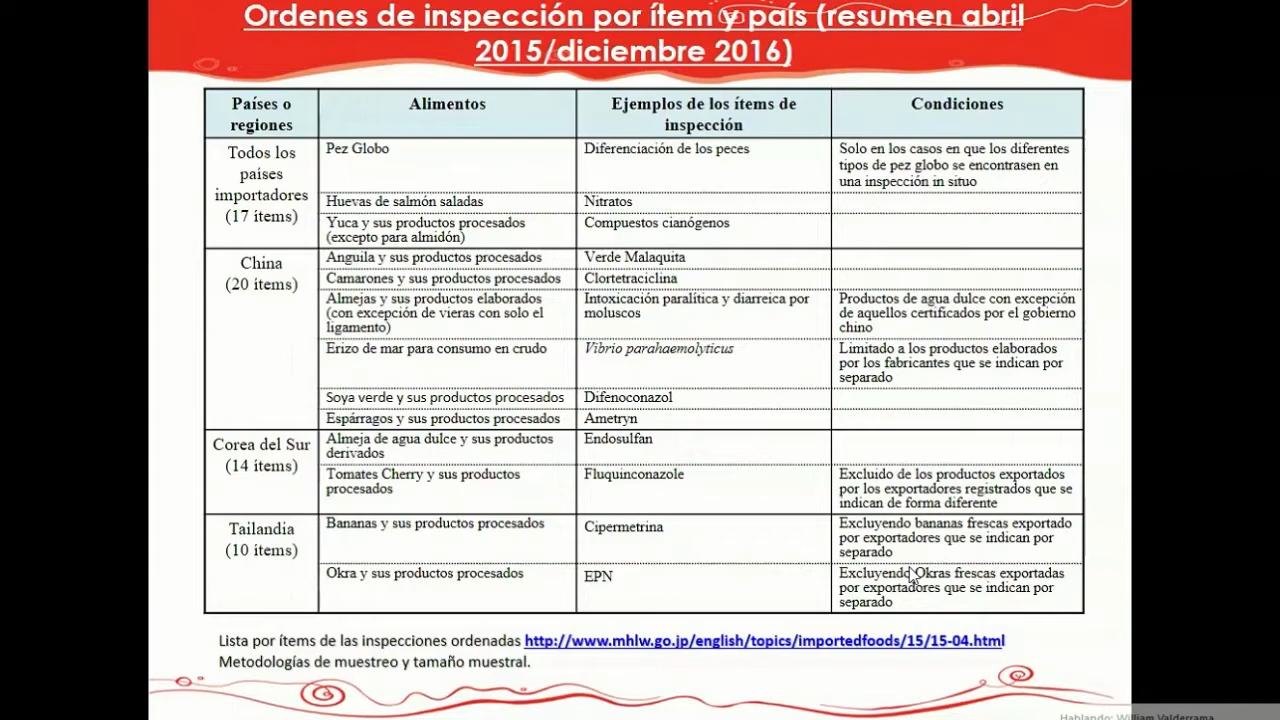 Ordenes de inspección por ítem y país (resumen abril
2015/diciembre 2016)
Países o
regiones
Alimentos
Ejemplos de los ítems de
inspección
Condiciones
Todos los
países
importadores
(17 items)
Pez Globo
Diferenciación de los peces
Solo en los casos en que los diferentes
tipos de pez globo se encontrasen en
una inspección in situo
Huevas de salmón saladas
Nitratos
Yuca y sus productos procesados
(excepto para almidón)
Compuestos cianógenos
China
(20 items)
Anguila y sus productos procesados
Verde Malaquita
Camarones y sus productos procesados
Clortetraciclina
Almejas y sus productos elaborados
(con excepción de vieras con solo el
ligamento)
Intoxicación paralítica y diarreica por
moluscos
Productos de agua dulce con excepción
de aquellos certificados por el gobierno
chino
Erizo de mar para consumo en crudo
Vibrio parahaemolyticus
Limitado a los productos elaborados
por los fabricantes que se indican por
separado
Soya verde y sus productos procesados
Difenoconazol
Espárragos y sus productos procesados
Ametryn
Corea del Sur
(14 items)
Almeja de agua dulce y sus productos
derivados
Endosulfan
Tomates Cherry y sus productos
procesados
Fluquinconazole
Excluido de los productos exportados
por los exportadores registrados que se
indican de forma diferente
Tailandia
(10 items)
Bananas y sus productos procesados
Cipermetrina
Excluyendo bananas frescas exportado
por exportadores que se indican por
separado
Okra y sus productos procesados
EPN
Excluyendo Okras frescas exportadas
por exportadores que se indican por
separado
Lista por ítems de las inspecciones ordenadas http://www.mhlw.go.jp/english/topics/importedfoods/15/15-04.html
Metodologías de muestreo y tamaño muestral.
Hablando: William Valderrama